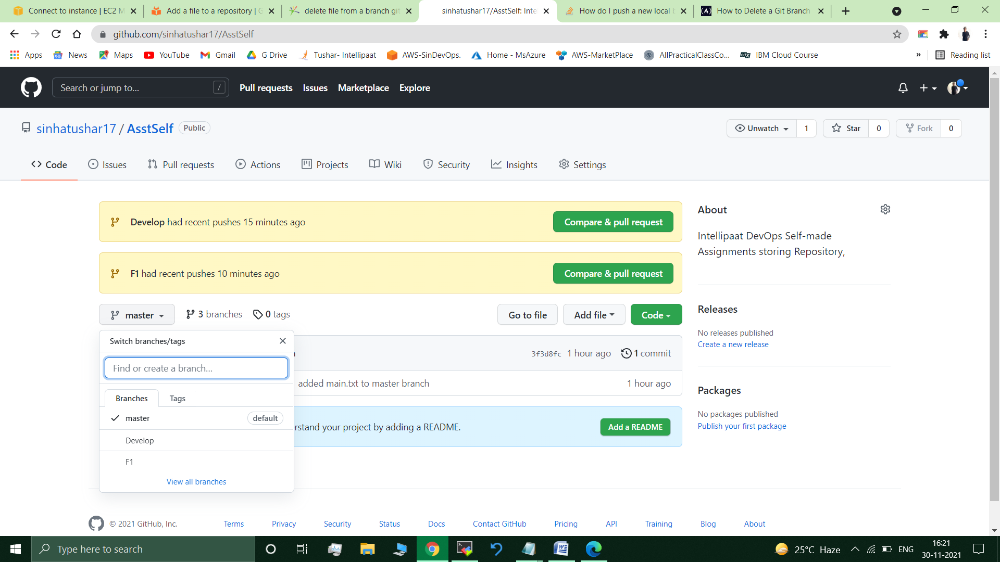 Connect to instance | EC2 M
Add a file to a repository | G
delete file from a branch git
sinhatushar17/AsstSelf: Inte
How do I push a new local b
(A)
How to Delete a Git Branch
github.com/sinhatushar17/AsstSelf
Apps
News
Maps
YouTube
Gmail
G Drive
Tushar- Intellipaat
AWS-SinDevOps.
Home - MsAzure
AWS-MarketPlace
AllPracticalClassCo...
edX
IBM Cloud Course
»
Reading list
Search or jump to...
/
Pull requests
Issues
Marketplace
Explore
sinhatushar17 / AsstSelf
Public
Unwatch
1
Star
0
Fork
0
Code
Issues
Pull requests
Actions
Projects
Wiki
Security
Insights
Settings
Develop had recent pushes 15 minutes ago
Compare & pull request
F1 had recent pushes 10 minutes ago
Compare & pull request
master
3 branches
0 tags
Go to file
Add file
Code
Switch branches/tags
Find or create a branch...
Branches
Tags
master
default
Develop
F1
View all branches
3f3d8fc
1 hour ago
1 commit
added main.txt to master branch
1 hour ago
rstand your project by adding a README.
Add a README
About
Intellipaat DevOps Self-made
Assignments storing Repository,
Releases
No releases published
Create a new release
Packages
No packages published
Publish your first package
© 2021 GitHub, Inc.
Terms
Privacy
Security
Status
Docs
Contact GitHub
Pricing
API
Training
Blog
About
Type here to search
25°C Haze
ENG
16:21
30-11-2021